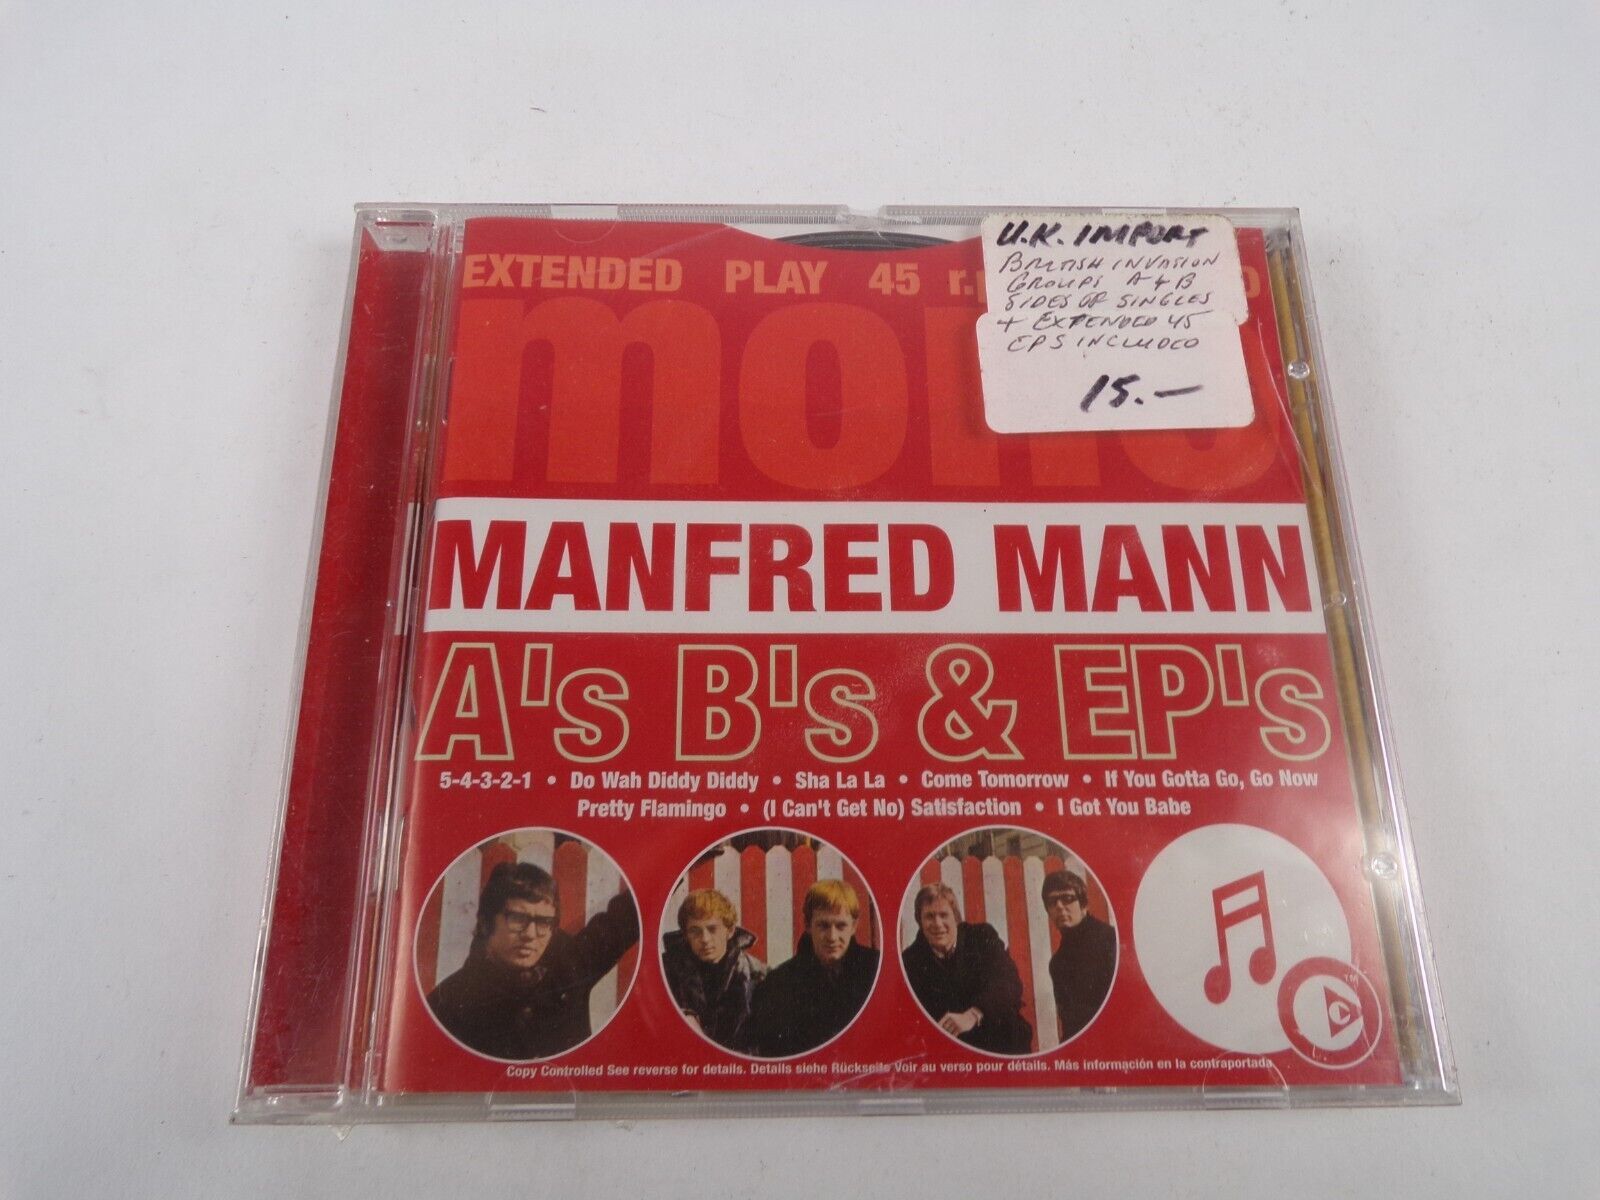 EXTENDED PLAY 45
mono
U.K. IMPORT
BRITISH INVASION
GROUPS A & B
SIDES OF SINGLES
+ EXTENDED 45
EPS INCLUDED
15.—
MANFRED MANN
A's B's & EP's
5-4-3-2-1 • Do Wah Diddy Diddy • Sha La La • Come Tomorrow • If You Gotta Go, Go Now
Pretty Flamingo • (I Can't Get No) Satisfaction • I Got You Babe
TM
C
Copy Controlled See reverse for details. Details siehe Rückseite Voir au verso pour détails. Más información en la contraportada